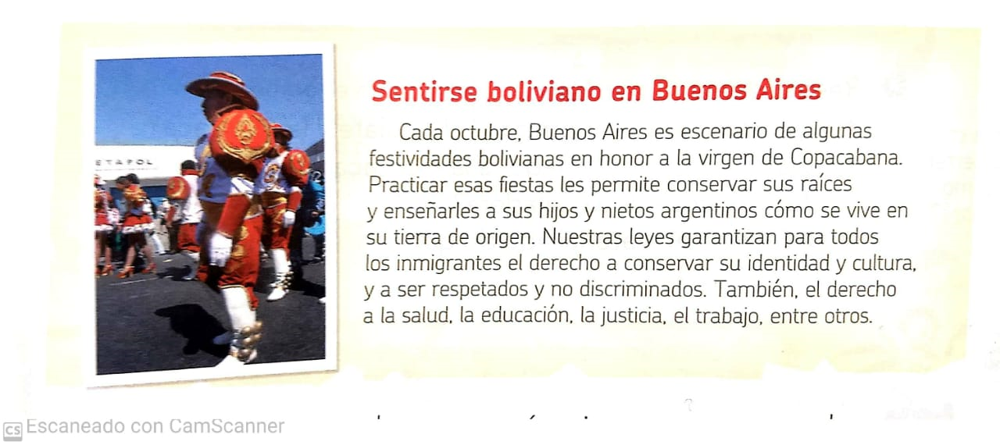 Sentirse boliviano en Buenos Aires
Cada octubre, Buenos Aires es escenario de algunas
festividades bolivianas en honor a la virgen de Copacabana.
Practicar esas fiestas les permite conservar sus raíces
y enseñarles a sus hijos y nietos argentinos cómo se vive en
su tierra de origen. Nuestras leyes garantizan para todos
los inmigrantes el derecho a conservar su identidad y cultura,
y a ser respetados y no discriminados. También, el derecho
a la salud, la educación, la justicia, el trabajo, entre otros.
ETAPOL
CS Escaneado con CamScanner